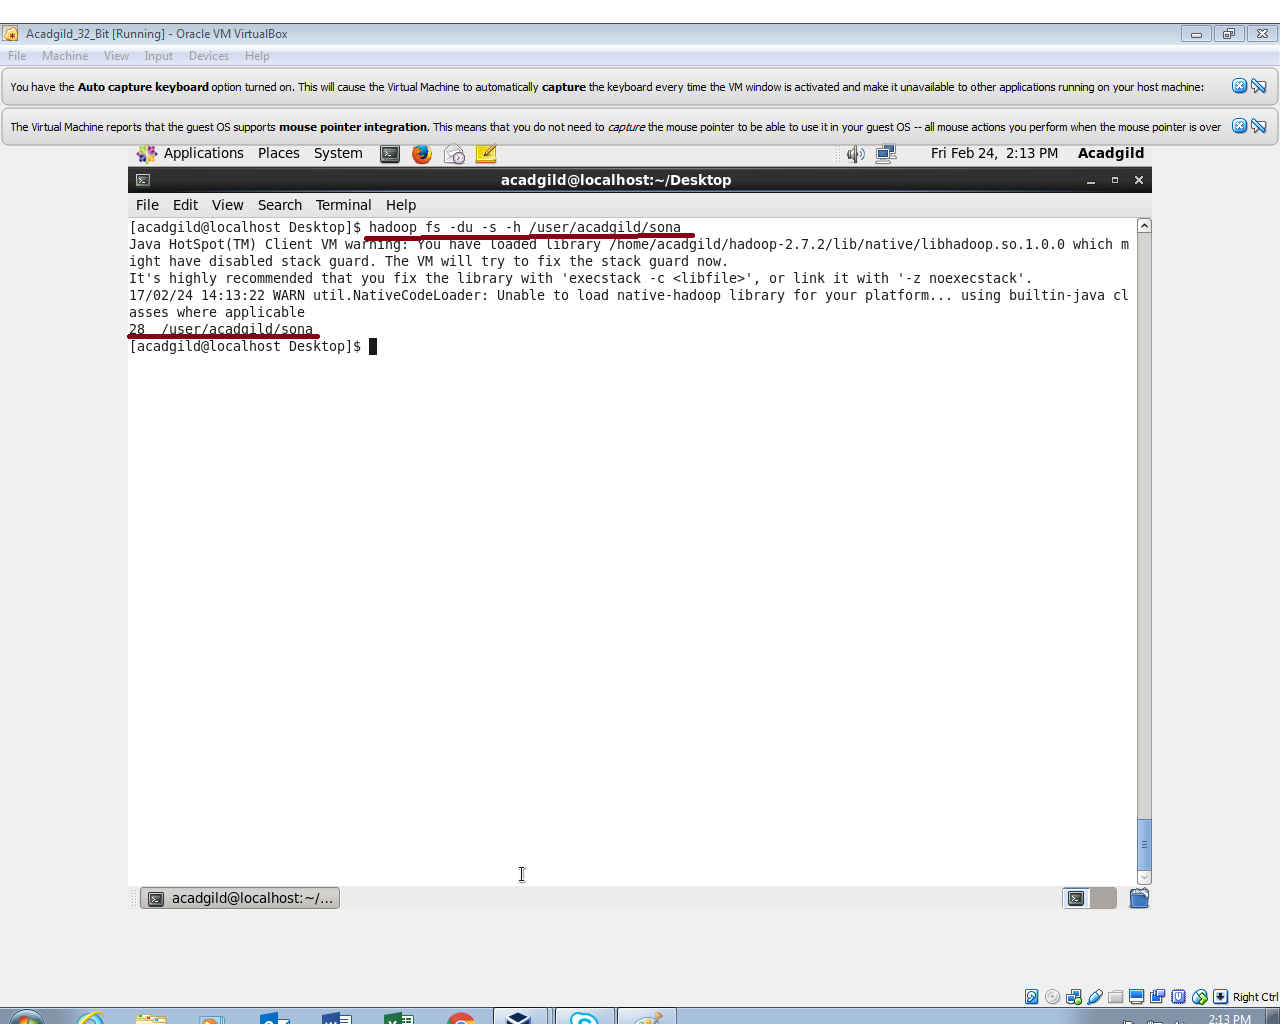 Acadgild_32_Bit [Running] - Oracle VM VirtualBox
File Machine View Input Devices Help
You have the Auto capture keyboard option turned on. This will cause the Virtual Machine to automatically capture the keyboard every time the VM window is activated and make it unavailable to other applications running on your host machine:
The Virtual Machine reports that the guest OS supports mouse pointer integration. This means that you do not need to capture the mouse pointer to be able to use it in your guest OS -- all mouse actions you perform when the mouse pointer is over
Applications Places System Fri Feb 24, 2:13 PM Acadgild
acadgild@localhost:~/Desktop
File Edit View Search Terminal Help
[acadgild@localhost Desktop]$ hadoop fs -du -s -h /user/acadgild/sona
Java HotSpot(TM) Client VM warning: You have loaded library /home/acadgild/hadoop-2.7.2/lib/native/libhadoop.so.1.0.0 which m
ight have disabled stack guard. The VM will try to fix the stack guard now.
It's highly recommended that you fix the library with 'execstack -c <libfile>', or link it with '-z noexecstack'.
17/02/24 14:13:22 WARN util.NativeCodeLoader: Unable to load native-hadoop library for your platform... using builtin-java cl
asses where applicable
28  /user/acadgild/sona
[acadgild@localhost Desktop]$
acadgild@localhost:~/...
Right Ctrl
2:13 PM